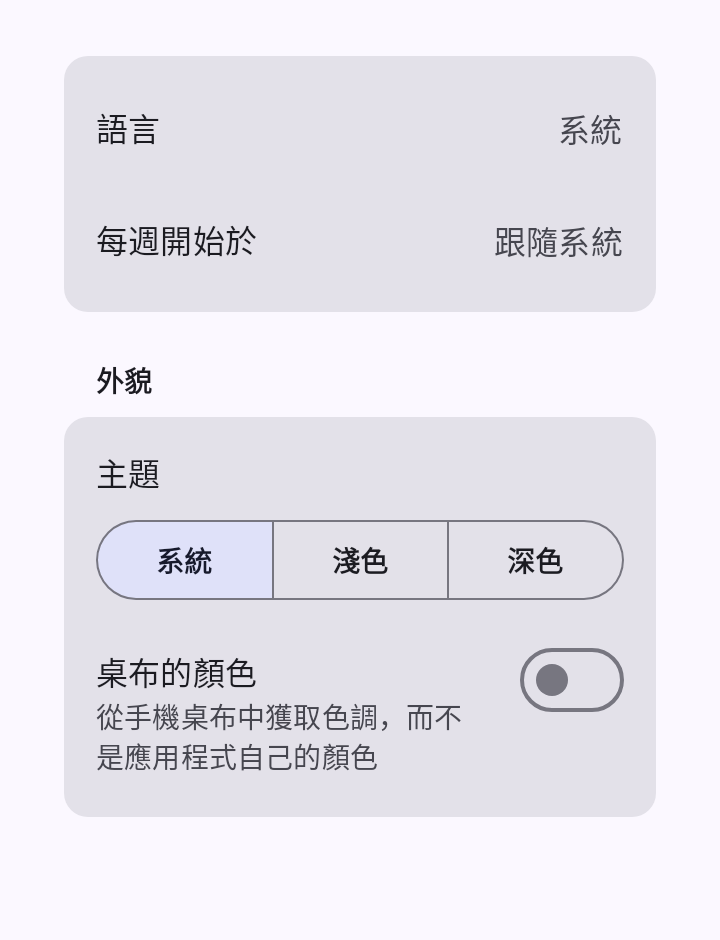 語言
系統
每週開始於
跟隨系統
外貌
主題
系統
淺色
深色
桌布的顏色
從手機桌布中獲取色調，而不
是應用程式自己的顏色